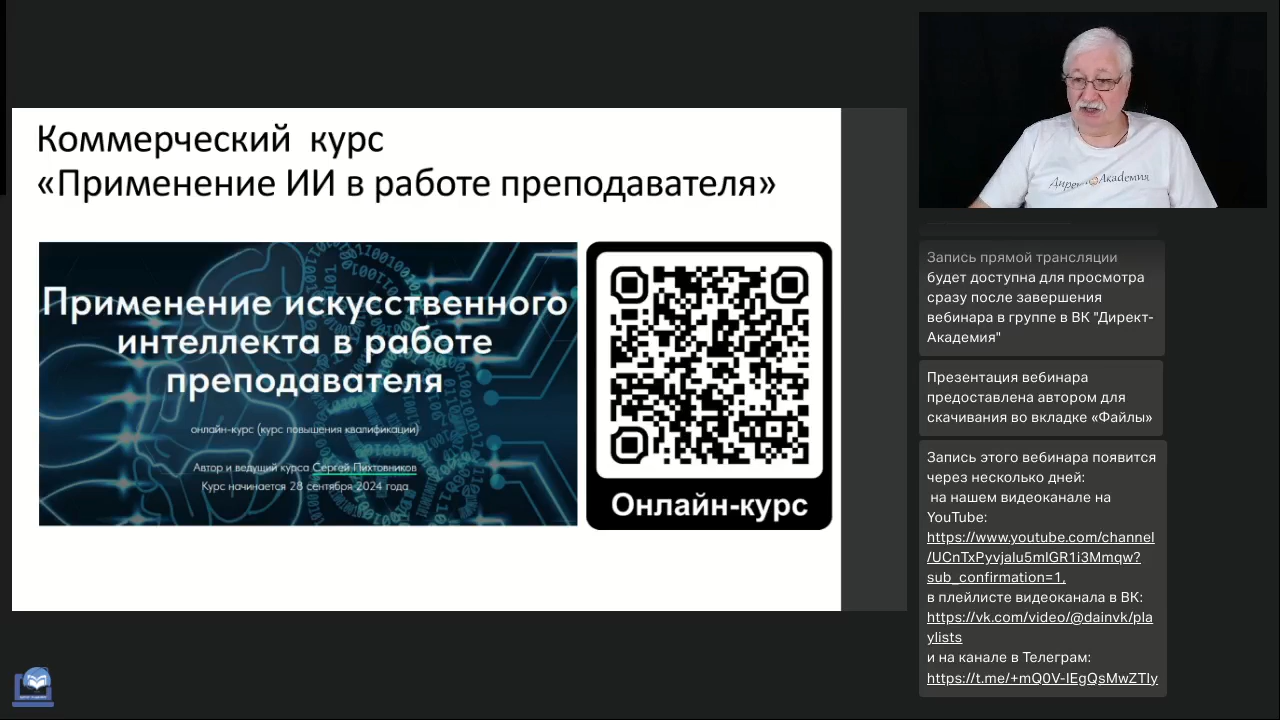 Коммерческий курс
«Применение ИИ в работе преподавателя»
Применение искусственного
интеллекта в работе
преподавателя
онлайн-курс (курс повышения квалификации)
Автор и ведущий курса Сергей Пихтовников
Курс начинается 28 сентября 2024 года
Онлайн-курс
Директ Академия
Запись прямой трансляции
будет доступна для просмотра
сразу после завершения
вебинара в группе в ВК "Директ-
Академия"
Презентация вебинара
предоставлена автором для
скачивания во вкладке «Файлы»
Запись этого вебинара появится
через несколько дней:
на нашем видеоканале на
YouTube:
https://www.youtube.com/channel
/UCnTxPyvjalu5mlGR1i3Mmqw?
sub_confirmation=1,
в плейлисте видеоканала в ВК:
https://vk.com/video/@dainvk/pla
ylists
и на канале в Телеграм:
https://t.me/+mQ0V-IEgQsMwZTIy